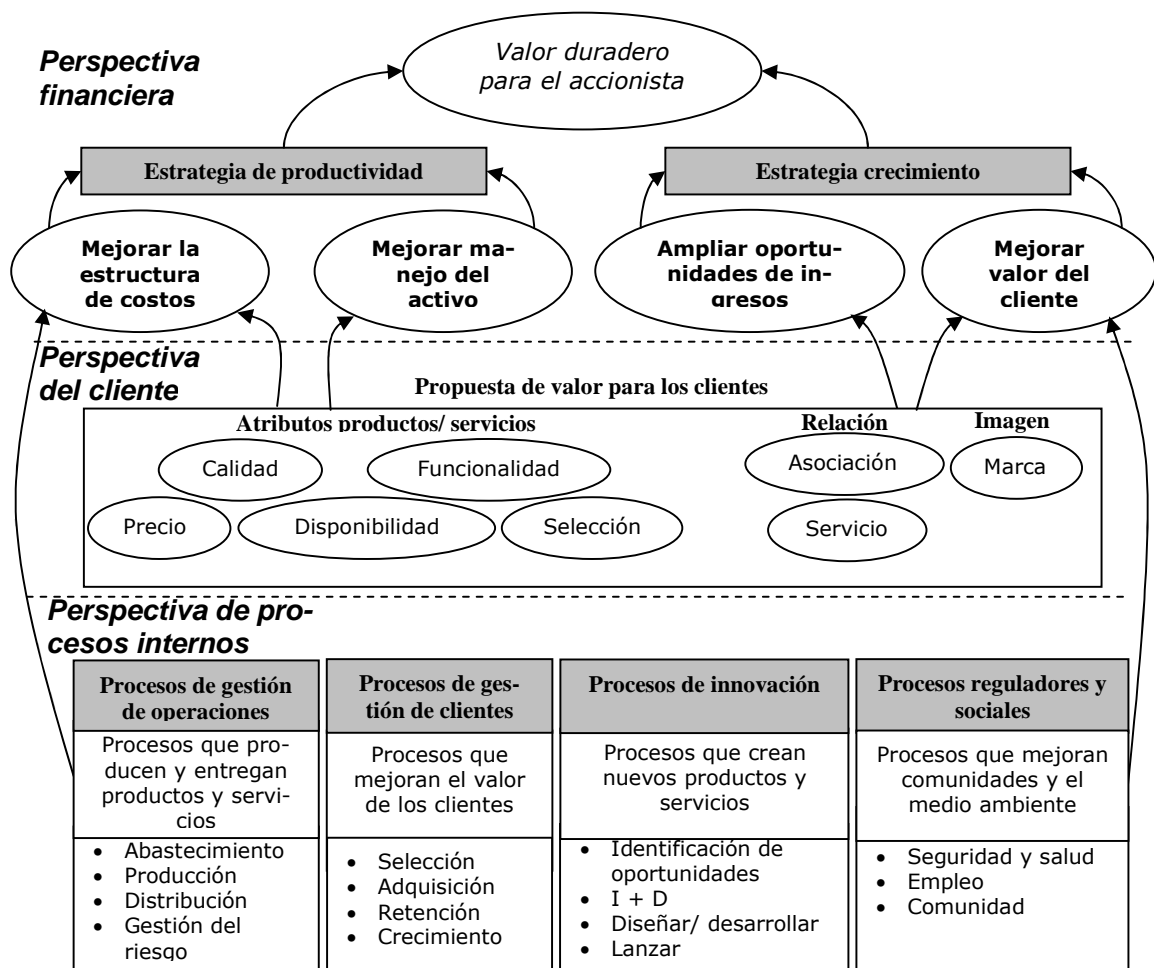 Perspectiva
financiera
Valor duradero
para el accionista
Estrategia de productividad
Estrategia crecimiento
Mejorar la
estructura
de costos
Mejorar ma-
nejo del
activo
Ampliar oportu-
nidades de in-
gresos
Mejorar
valor del
cliente
Perspectiva
del cliente
Propuesta de valor para los clientes
Atributos productos/ servicios
Relación
Imagen
Calidad
Funcionalidad
Asociación
Marca
Precio
Disponibilidad
Selección
Servicio
Perspectiva de pro-
cesos internos
Procesos de gestión
de operaciones
Procesos que pro-
ducen y entregan
productos y servi-
cios
• Abastecimiento
• Producción
• Distribución
• Gestión del
riesgo
Procesos de ges-
tión de clientes
Procesos que
mejoran el valor
de los clientes
• Selección
• Adquisición
• Retención
• Crecimiento
Procesos de innovación
Procesos que crean
nuevos productos y
servicios
• Identificación de
oportunidades
• I + D
• Diseñar/ desarrollar
• Lanzar
Procesos reguladores y
sociales
Procesos que mejoran
comunidades y el
medio ambiente
• Seguridad y salud
• Empleo
• Comunidad